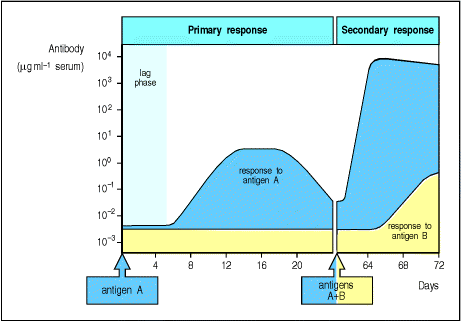 Primary response
Secondary response
Antibody
(µg ml⁻¹ serum)
10⁴
10³
10²
10¹
10⁰
10⁻¹
10⁻²
10⁻³
lag
phase
response to
antigen A
response to
antigen B
4
8
12
16
20
64
68
72
Days
antigen A
antigens
A+B